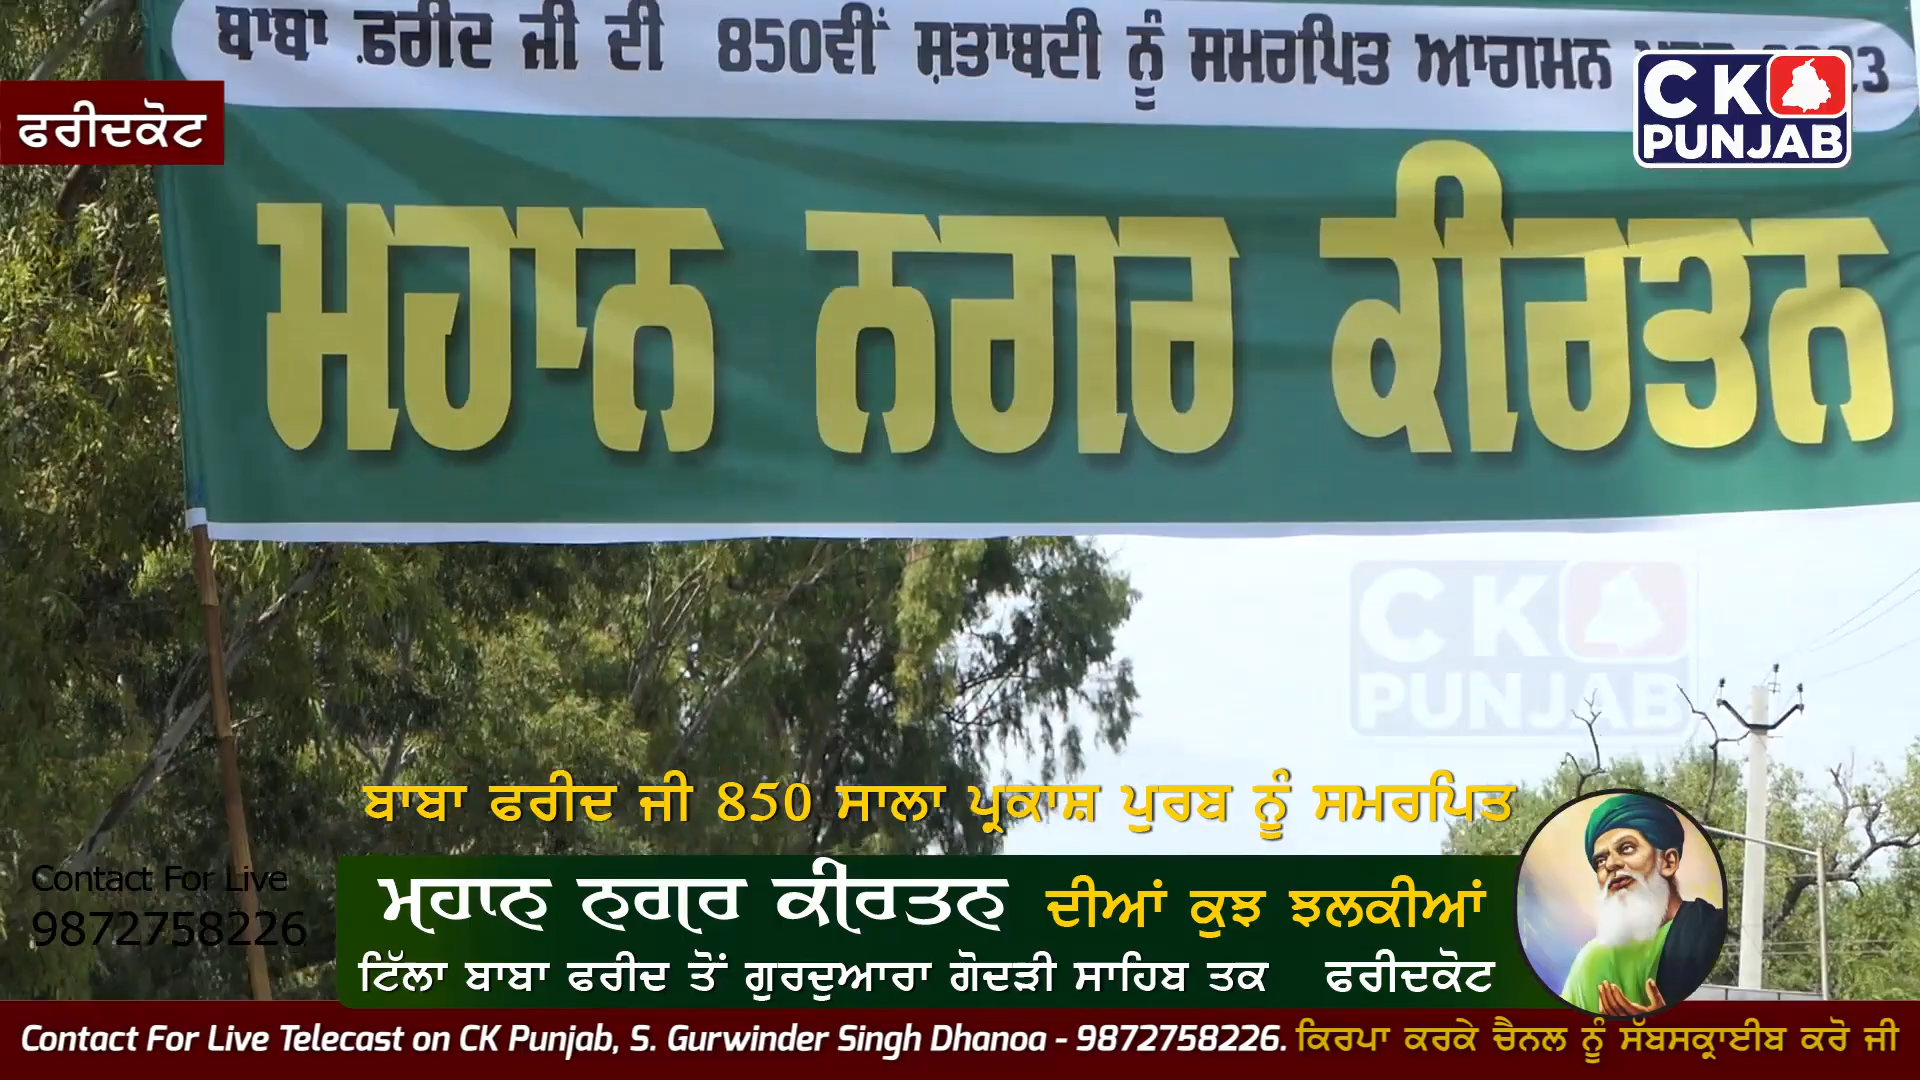 ਬਾਬਾ ਫ਼ਰੀਦ ਜੀ ਦੀ 850ਵੀਂ ਸ਼ਤਾਬਦੀ ਨੂੰ ਸਮਰਪਿਤ ਆਗਮਨ
CK
PUNJAB
ਫਰੀਦਕੋਟ
ਮਹਾਨ ਨਗਰ ਕੀਰਤਨ
CK
PUNJAB
ਬਾਬਾ ਫਰੀਦ ਜੀ 850 ਸਾਲਾ ਪ੍ਰਕਾਸ਼ ਪੁਰਬ ਨੂੰ ਸਮਰਪਿਤ
Contact For Live
9872758226
ਮਹਾਨ ਨਗਰ ਕੀਰਤਨ ਦੀਆਂ ਕੁਝ ਝਲਕੀਆਂ
ਟਿੱਲਾ ਬਾਬਾ ਫਰੀਦ ਤੋਂ ਗੁਰਦੁਆਰਾ ਗੋਦੜੀ ਸਾਹਿਬ ਤਕ ਫਰੀਦਕੋਟ
Contact For Live Telecast on CK Punjab, S. Gurwinder Singh Dhanoa - 9872758226. ਕਿਰਪਾ ਕਰਕੇ ਚੈਨਲ ਨੂੰ ਸੱਬਸਕ੍ਰਾਈਬ ਕਰੋ ਜੀ